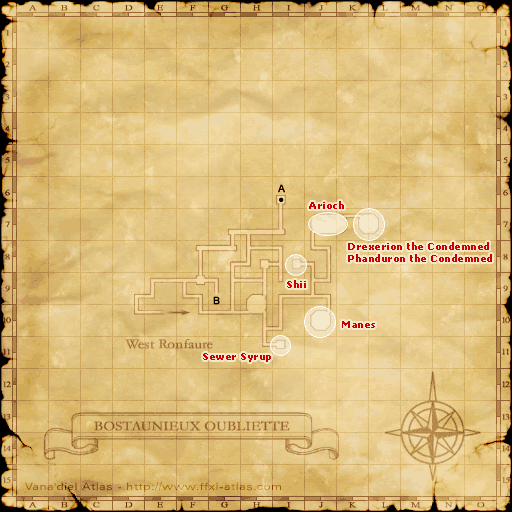 A B C D E F G H I J K L M N O
1
2
3
4
5
6
A
Arioch
7
Drexerion the Condemned
8
Phanduron the Condemned
Shii
9
B
10
Manes
West Ronfaure
11
Sewer Syrup
12
13
BOSTAUNIEUX OUBLIETTE
14
Vana'diel Atlas - http://www.ffxi-atlas.com
15
A B C D E F G H I J K L M N O